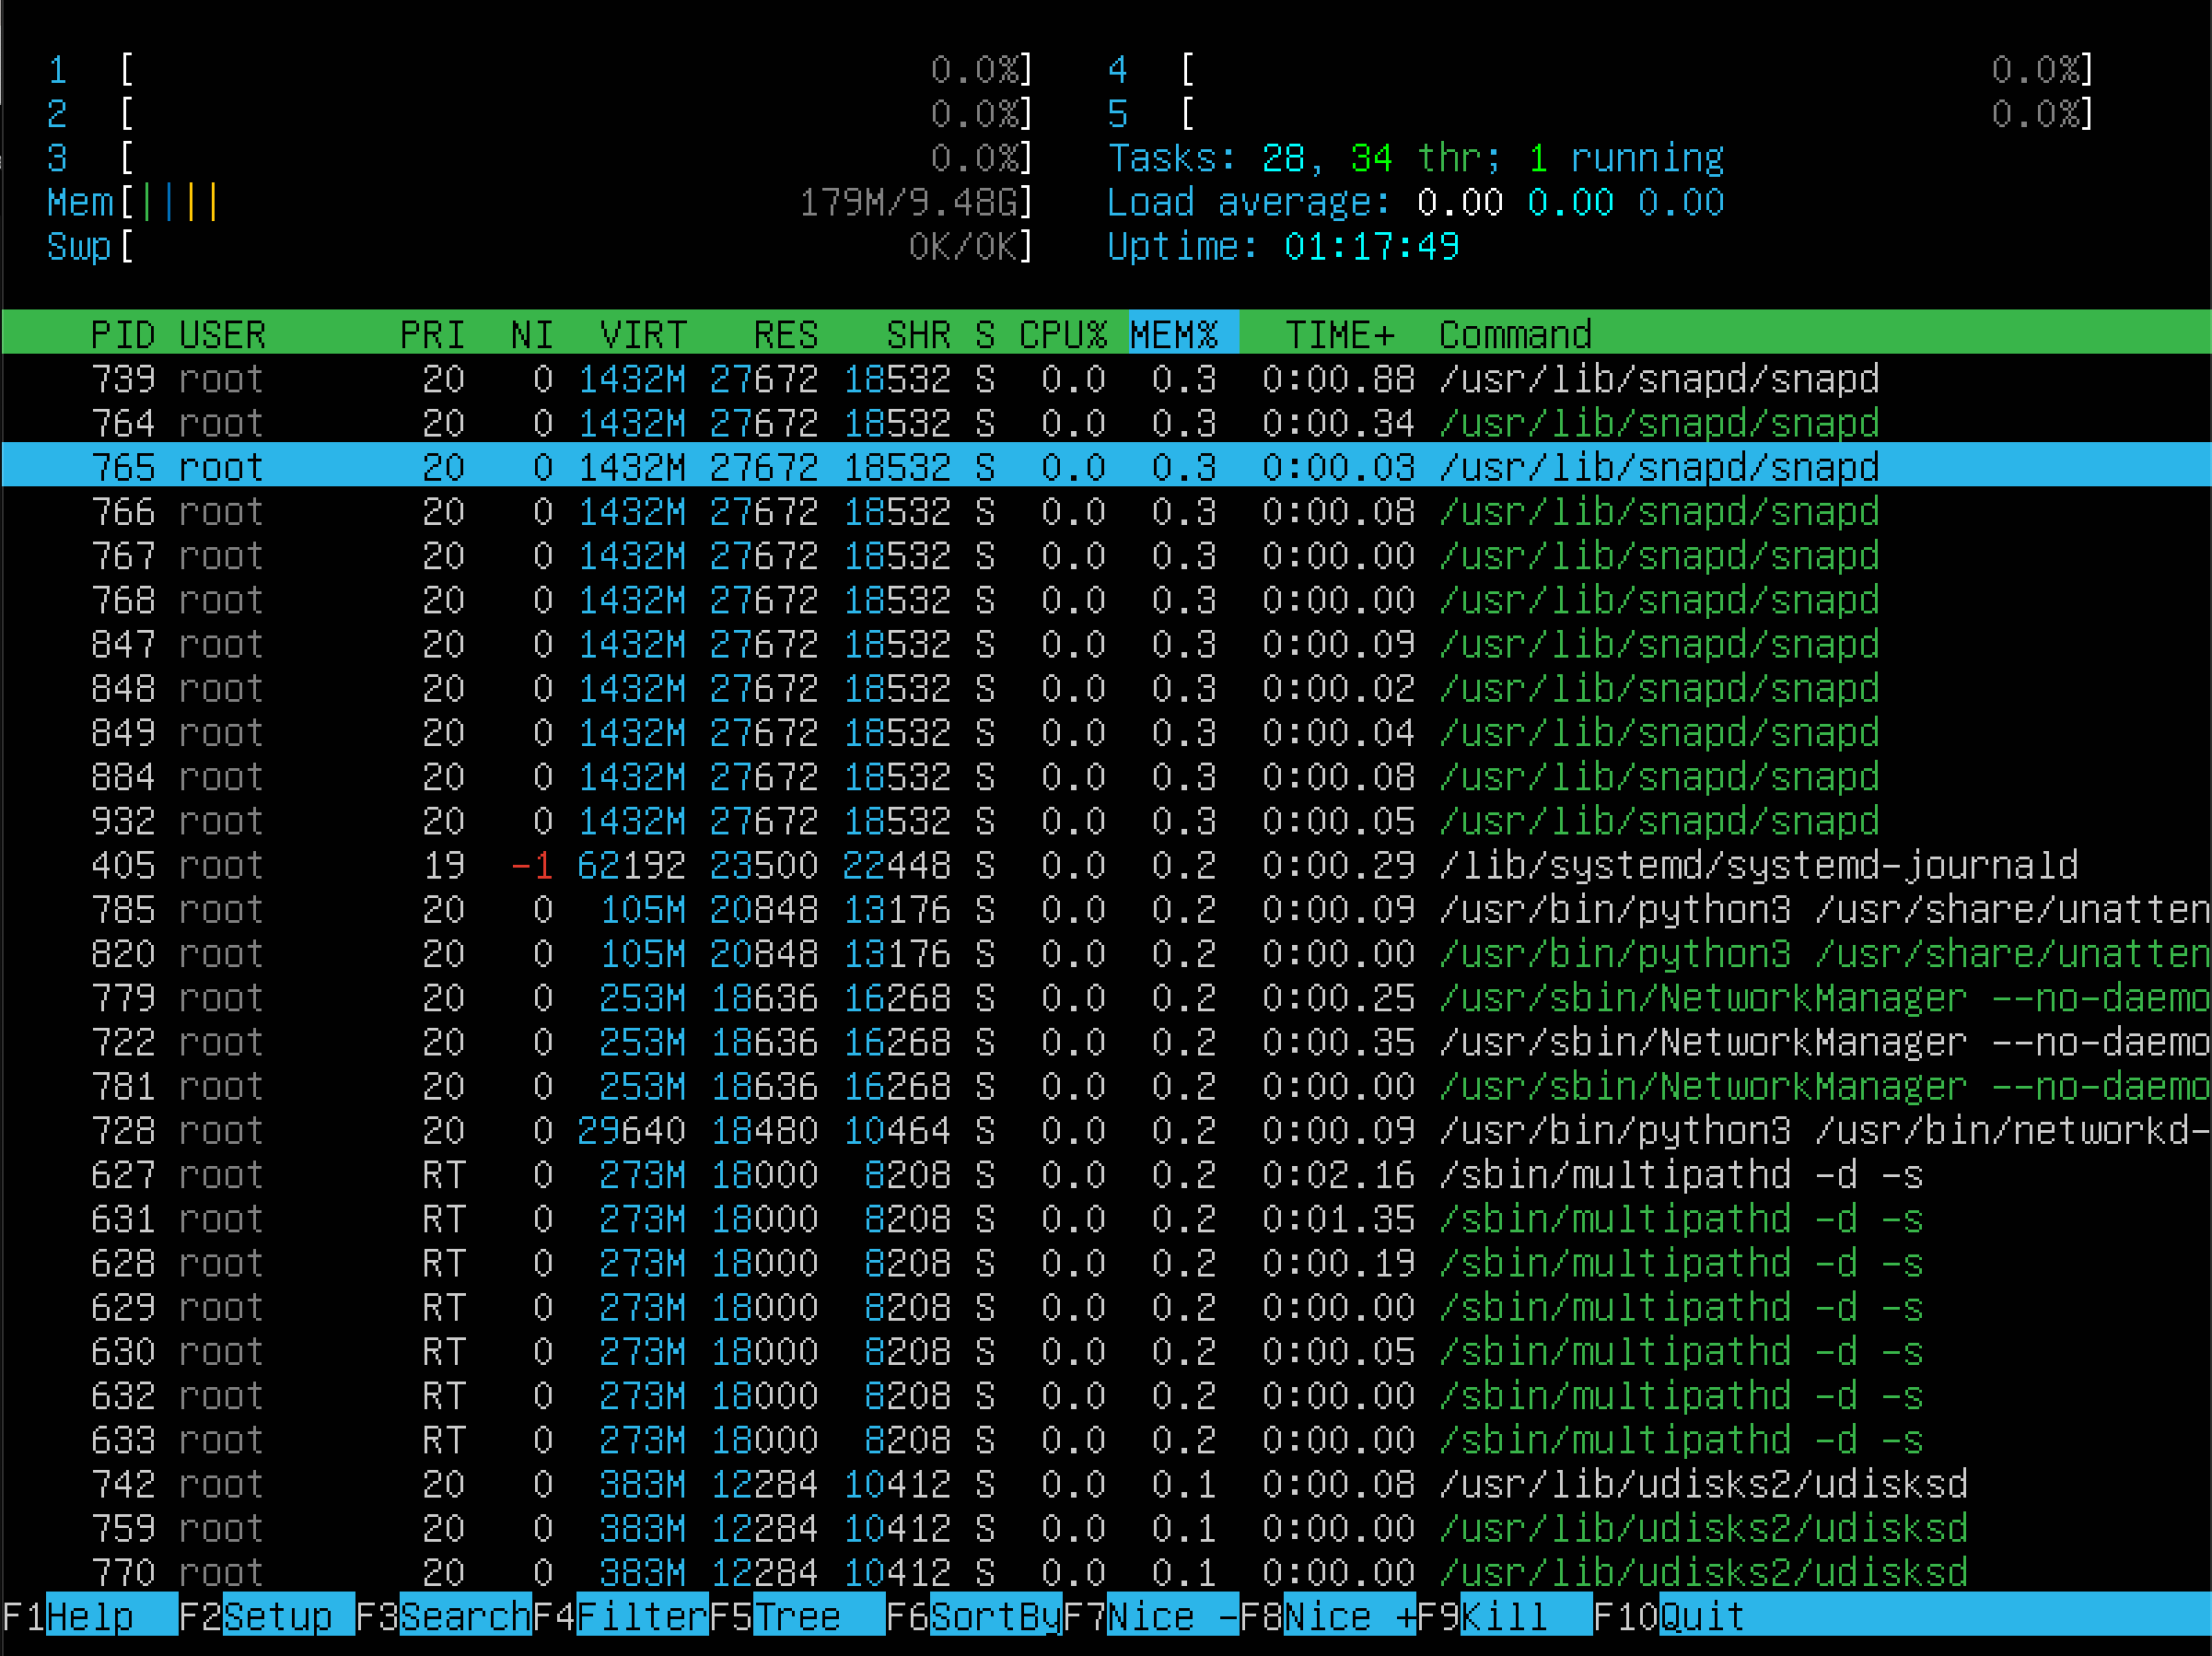 1 [ 0.0%] 4 [ 0.0%]
2 [ 0.0%] 5 [ 0.0%]
3 [ 0.0%] Tasks: 28, 34 thr; 1 running
Mem[|||| 179M/9.48G] Load average: 0.00 0.00 0.00
Swp[ 0K/0K] Uptime: 01:17:49
PID USER PRI NI VIRT RES SHR S CPU% MEM% TIME+ Command
739 root 20 0 1432M 27672 18532 S 0.0 0.3 0:00.88 /usr/lib/snapd/snapd
764 root 20 0 1432M 27672 18532 S 0.0 0.3 0:00.34 /usr/lib/snapd/snapd
765 root 20 0 1432M 27672 18532 S 0.0 0.3 0:00.03 /usr/lib/snapd/snapd
766 root 20 0 1432M 27672 18532 S 0.0 0.3 0:00.08 /usr/lib/snapd/snapd
767 root 20 0 1432M 27672 18532 S 0.0 0.3 0:00.00 /usr/lib/snapd/snapd
768 root 20 0 1432M 27672 18532 S 0.0 0.3 0:00.00 /usr/lib/snapd/snapd
847 root 20 0 1432M 27672 18532 S 0.0 0.3 0:00.09 /usr/lib/snapd/snapd
848 root 20 0 1432M 27672 18532 S 0.0 0.3 0:00.02 /usr/lib/snapd/snapd
849 root 20 0 1432M 27672 18532 S 0.0 0.3 0:00.04 /usr/lib/snapd/snapd
884 root 20 0 1432M 27672 18532 S 0.0 0.3 0:00.08 /usr/lib/snapd/snapd
932 root 20 0 1432M 27672 18532 S 0.0 0.3 0:00.05 /usr/lib/snapd/snapd
405 root 19 -1 62192 23500 22448 S 0.0 0.2 0:00.29 /lib/systemd/systemd-journald
785 root 20 0 105M 20848 13176 S 0.0 0.2 0:00.09 /usr/bin/python3 /usr/share/unatten
820 root 20 0 105M 20848 13176 S 0.0 0.2 0:00.00 /usr/bin/python3 /usr/share/unatten
779 root 20 0 253M 18636 16268 S 0.0 0.2 0:00.25 /usr/sbin/NetworkManager --no-daemo
722 root 20 0 253M 18636 16268 S 0.0 0.2 0:00.35 /usr/sbin/NetworkManager --no-daemo
781 root 20 0 253M 18636 16268 S 0.0 0.2 0:00.00 /usr/sbin/NetworkManager --no-daemo
728 root 20 0 29640 18480 10464 S 0.0 0.2 0:00.09 /usr/bin/python3 /usr/bin/networkd-
627 root RT 0 273M 18000 8208 S 0.0 0.2 0:02.16 /sbin/multipathd -d -s
631 root RT 0 273M 18000 8208 S 0.0 0.2 0:01.35 /sbin/multipathd -d -s
628 root RT 0 273M 18000 8208 S 0.0 0.2 0:00.19 /sbin/multipathd -d -s
629 root RT 0 273M 18000 8208 S 0.0 0.2 0:00.00 /sbin/multipathd -d -s
630 root RT 0 273M 18000 8208 S 0.0 0.2 0:00.05 /sbin/multipathd -d -s
632 root RT 0 273M 18000 8208 S 0.0 0.2 0:00.00 /sbin/multipathd -d -s
633 root RT 0 273M 18000 8208 S 0.0 0.2 0:00.00 /sbin/multipathd -d -s
742 root 20 0 383M 12284 10412 S 0.0 0.1 0:00.08 /usr/lib/udisks2/udisksd
759 root 20 0 383M 12284 10412 S 0.0 0.1 0:00.00 /usr/lib/udisks2/udisksd
770 root 20 0 383M 12284 10412 S 0.0 0.1 0:00.00 /usr/lib/udisks2/udisksd
F1Help F2Setup F3SearchF4FilterF5Tree F6SortByF7Nice -F8Nice +F9Kill F10Quit